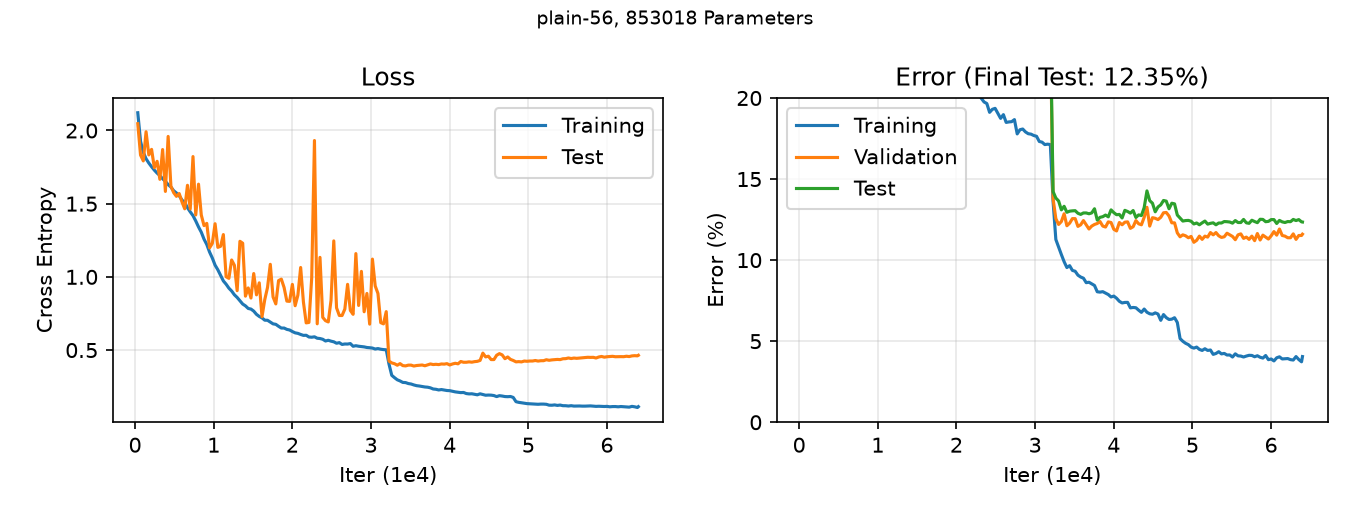 plain-56, 853018 Parameters
Loss
Cross Entropy
2.0
1.5
1.0
0.5
Training
Test
0 1 2 3 4 5 6
Iter (1e4)
Error (Final Test: 12.35%)
Error (%)
20
15
10
5
0
Training
Validation
Test
0 1 2 3 4 5 6
Iter (1e4)